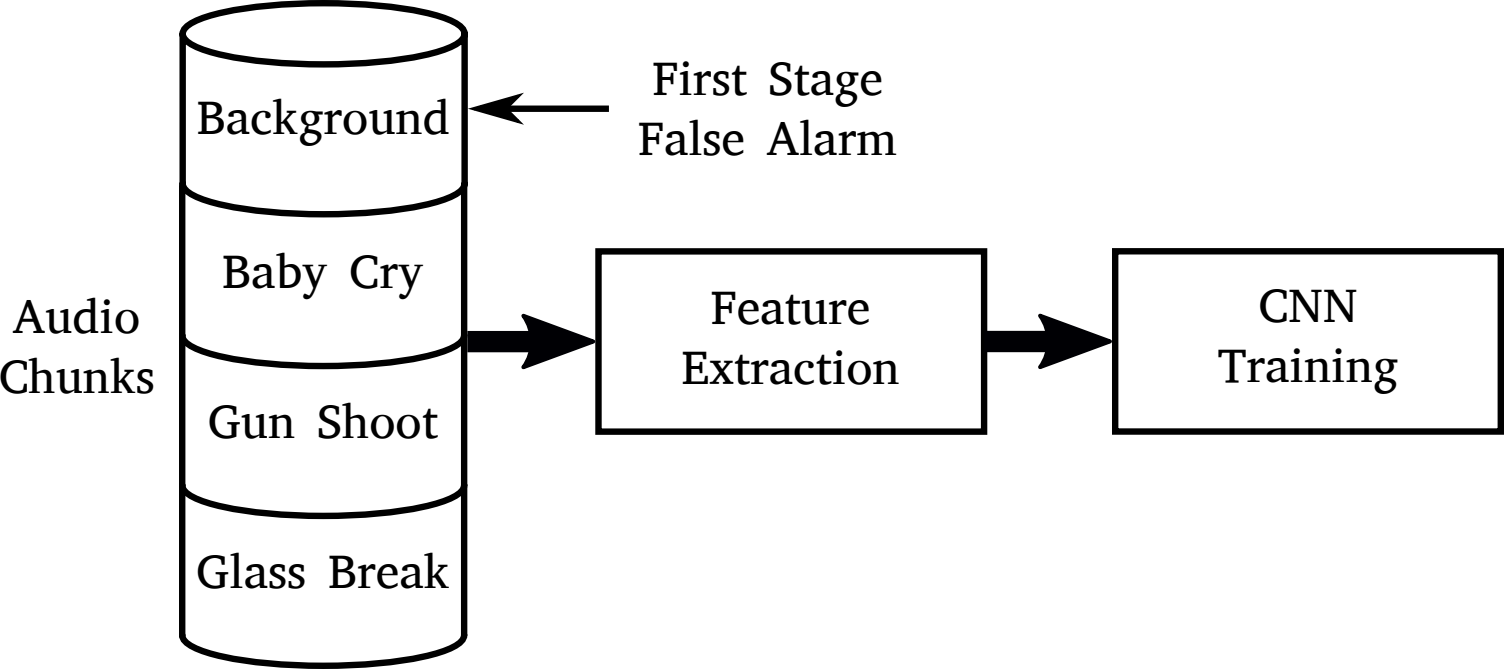 Background
First Stage
False Alarm
Baby Cry
Audio
Chunks
Gun Shoot
Glass Break
Feature
Extraction
CNN
Training